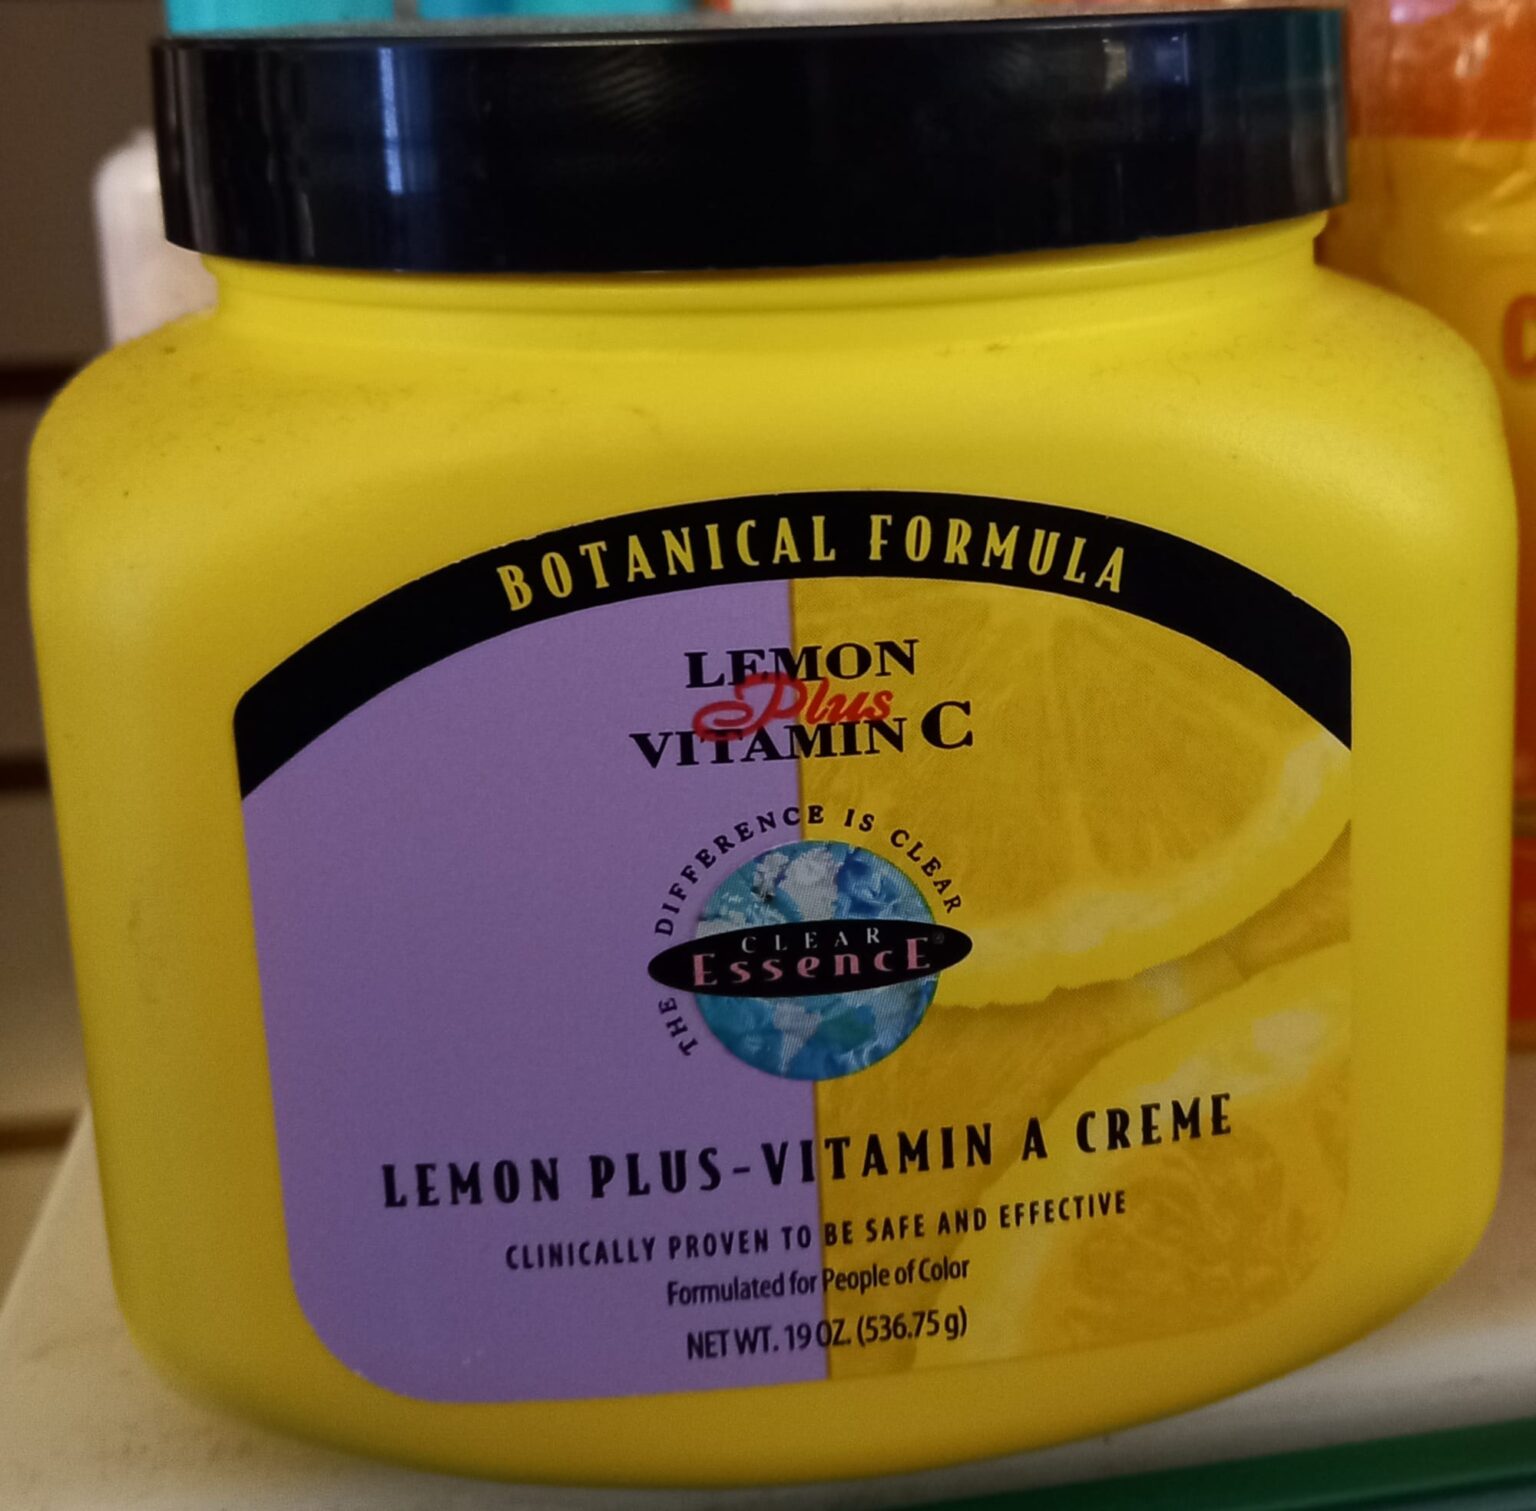 BOTANICAL FORMULA
LEMON
Plus
VITAMIN C
THE DIFFERENCE IS CLEAR
CLEAR
EssencE®
LEMON PLUS-VITAMIN A CREME
CLINICALLY PROVEN TO BE SAFE AND EFFECTIVE
Formulated for People of Color
NET WT. 19 OZ. (536.75 g)